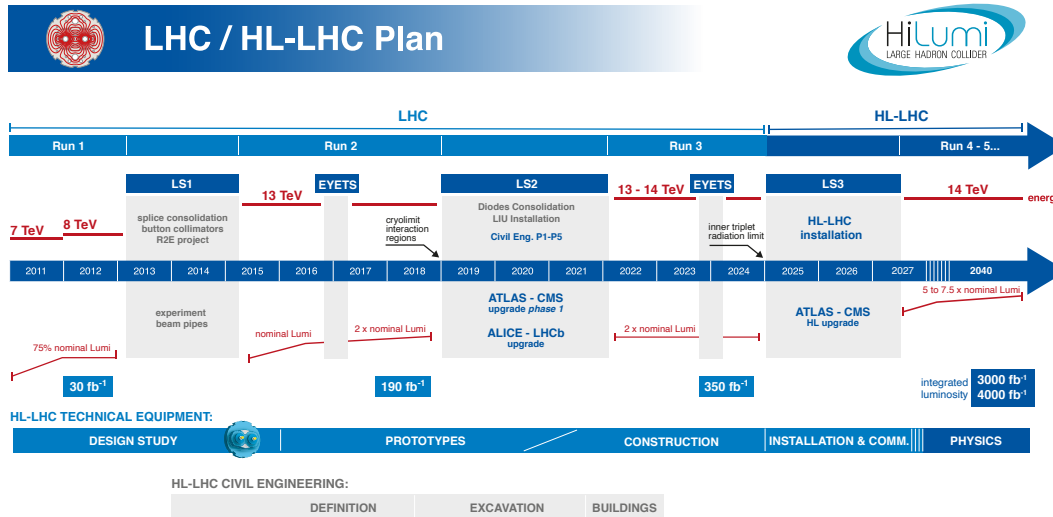 LHC / HL-LHC Plan
HiLumi
LARGE HADRON COLLIDER
LHC
HL-LHC
Run 1
Run 2
Run 3
Run 4 - 5...
LS1
EYETS
LS2
EYETS
LS3
13 TeV
13 - 14 TeV
14 TeV
energ
7 TeV
8 TeV
splice consolidation
button collimators
R2E project
cryolimit
interaction
regions
Diodes Consolidation
LIU Installation
Civil Eng. P1-P5
inner triplet
radiation limit
HL-LHC
installation
2011
2012
2013
2014
2015
2016
2017
2018
2019
2020
2021
2022
2023
2024
2025
2026
2027
2040
experiment
beam pipes
ATLAS - CMS
upgrade phase 1
ALICE - LHCb
upgrade
ATLAS - CMS
HL upgrade
5 to 7.5 x nominal Lumi
75% nominal Lumi
nominal Lumi
2 x nominal Lumi
2 x nominal Lumi
30 fb-1
190 fb-1
350 fb-1
integrated
luminosity
3000 fb-1
4000 fb-1
HL-LHC TECHNICAL EQUIPMENT:
DESIGN STUDY
PROTOTYPES
CONSTRUCTION
INSTALLATION & COMM.
PHYSICS
HL-LHC CIVIL ENGINEERING:
DEFINITION
EXCAVATION
BUILDINGS